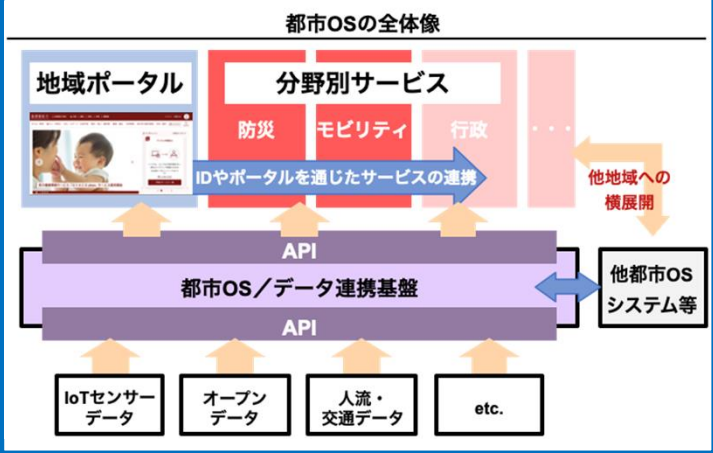 都市OSの全体像
地域ポータル
分野別サービス
防災
モビリティ
行政
・・・
IDやポータルを通じたサービスの連携
他地域への
横展開
API
都市OS／データ連携基盤
API
他都市OS
システム等
IoTセンサー
データ
オープン
データ
人流・
交通データ
etc.